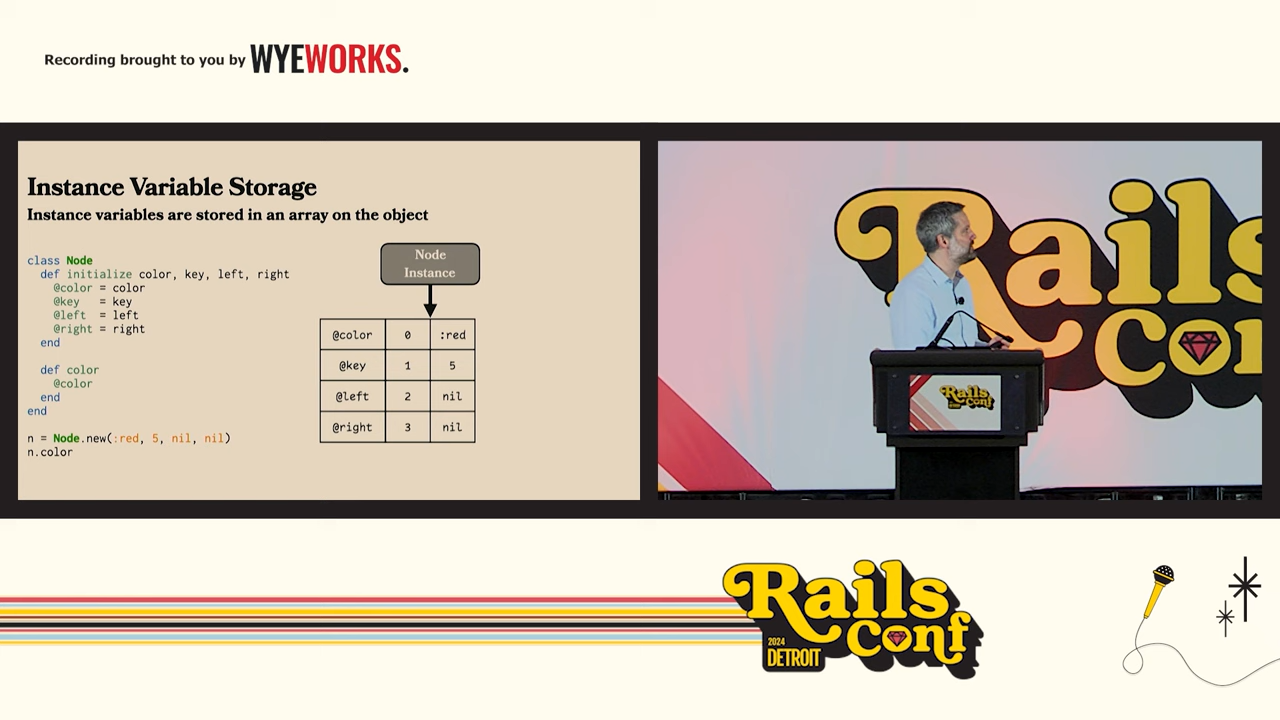 Recording brought to you by WYEWORKS.
Instance Variable Storage
Instance variables are stored in an array on the object
class Node
  def initialize color, key, left, right
    @color = color
    @key   = key
    @left  = left
    @right = right
  end

  def color
    @color
  end
end

n = Node.new(:red, 5, nil, nil)
n.color
Node
Instance
@color 0 :red
@key 1 5
@left 2 nil
@right 3 nil
Rails
Conf
Rails
Conf
Rails
Conf
2024
DETROIT